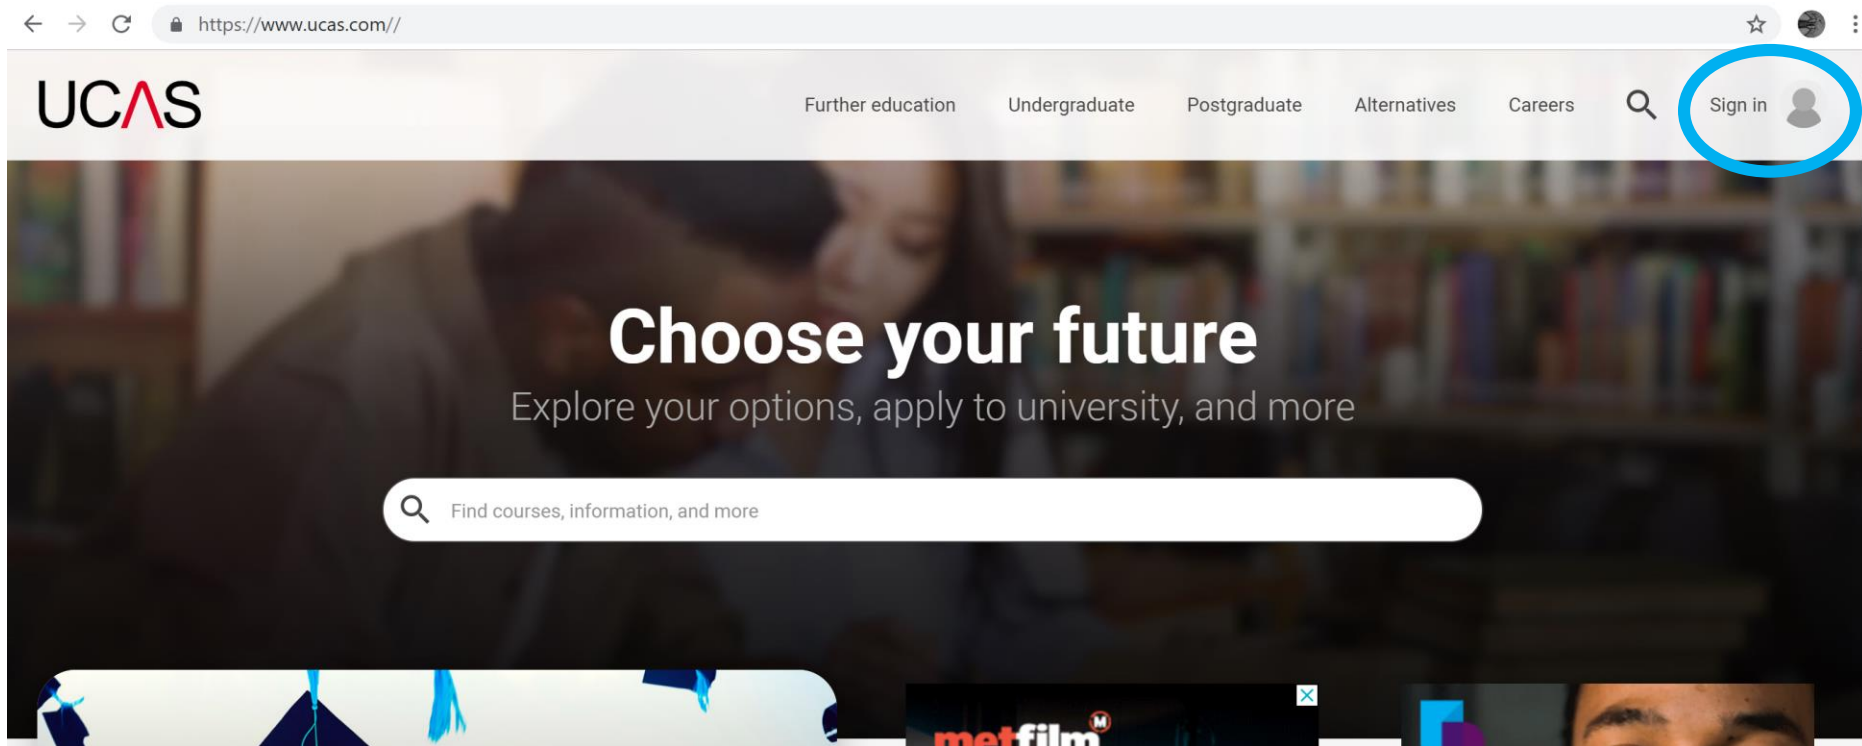 https://www.ucas.com//
UCAS
Further education Undergraduate Postgraduate Alternatives Careers Sign in
Choose your future
Explore your options, apply to university, and more
Find courses, information, and more
M
metfilm